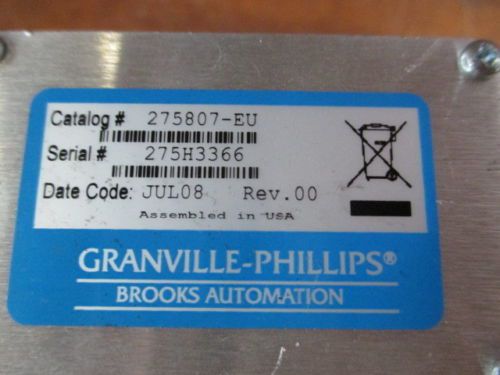 Catalog # 275807-EU
Serial # 275H3366
Date Code: JUL08 Rev.00
Assembled in USA
GRANVILLE-PHILLIPS®
BROOKS AUTOMATION